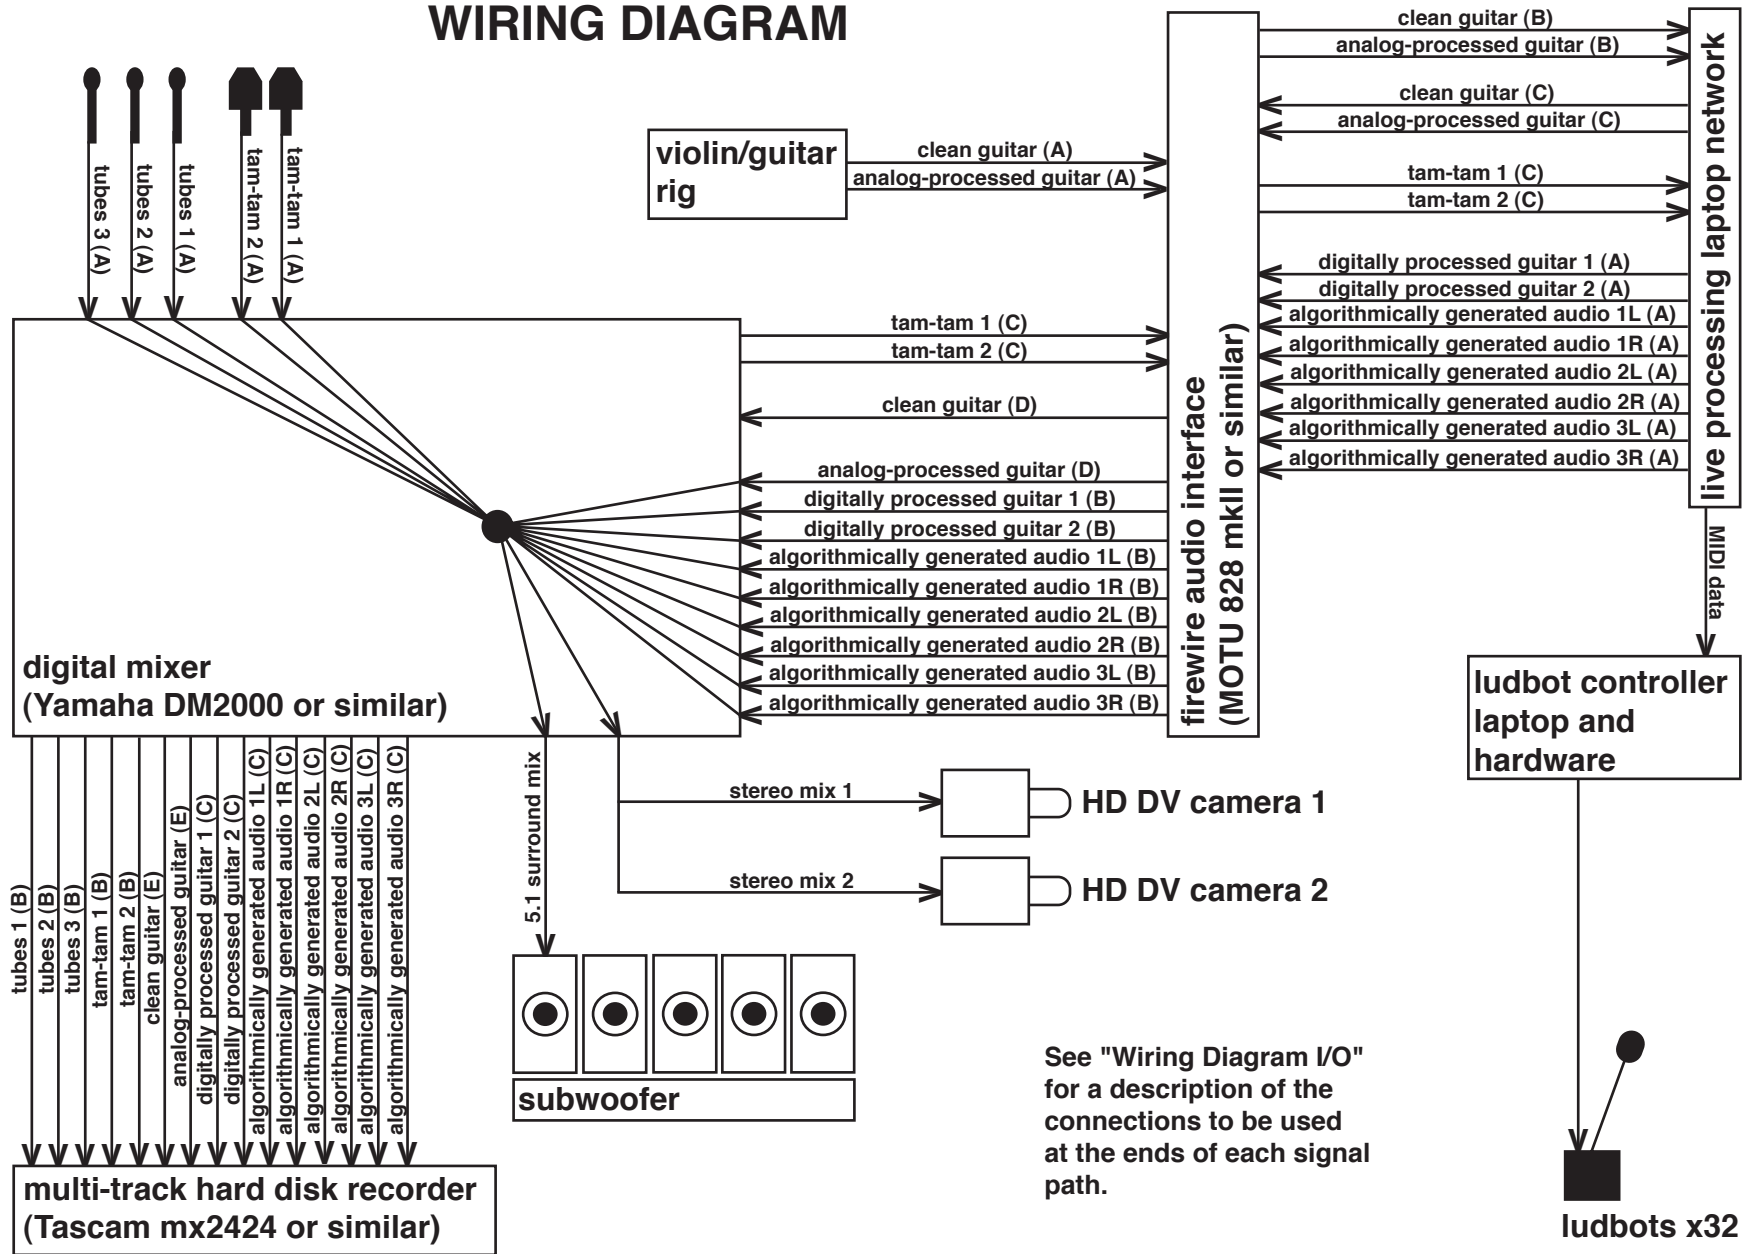 WIRING DIAGRAM
tubes 3 (A)
tubes 2 (A)
tubes 1 (A)
tam-tam 2 (A)
tam-tam 1 (A)
violin/guitar
rig
clean guitar (A)
analog-processed guitar (A)
clean guitar (B)
analog-processed guitar (B)
clean guitar (C)
analog-processed guitar (C)
tam-tam 1 (C)
tam-tam 2 (C)
digitally processed guitar 1 (A)
digitally processed guitar 2 (A)
algorithmically generated audio 1L (A)
algorithmically generated audio 1R (A)
algorithmically generated audio 2L (A)
algorithmically generated audio 2R (A)
algorithmically generated audio 3L (A)
algorithmically generated audio 3R (A)
live processing laptop network
firewire audio interface
(MOTU 828 mkII or similar)
tam-tam 1 (C)
tam-tam 2 (C)
clean guitar (D)
analog-processed guitar (D)
digitally processed guitar 1 (B)
digitally processed guitar 2 (B)
algorithmically generated audio 1L (B)
algorithmically generated audio 1R (B)
algorithmically generated audio 2L (B)
algorithmically generated audio 2R (B)
algorithmically generated audio 3L (B)
algorithmically generated audio 3R (B)
digital mixer
(Yamaha DM2000 or similar)
MIDI data
ludbot controller
laptop and
hardware
tubes 1 (B)
tubes 2 (B)
tubes 3 (B)
tam-tam 1 (B)
tam-tam 2 (B)
clean guitar (E)
analog-processed guitar (E)
digitally processed guitar 1 (C)
digitally processed guitar 2 (C)
algorithmically generated audio 1L (C)
algorithmically generated audio 1R (C)
algorithmically generated audio 2L (C)
algorithmically generated audio 2R (C)
algorithmically generated audio 3L (C)
algorithmically generated audio 3R (C)
5.1 surround mix
stereo mix 1
HD DV camera 1
stereo mix 2
HD DV camera 2
subwoofer
See "Wiring Diagram I/O"
for a description of the
connections to be used
at the ends of each signal
path.
multi-track hard disk recorder
(Tascam mx2424 or similar)
ludbots x32